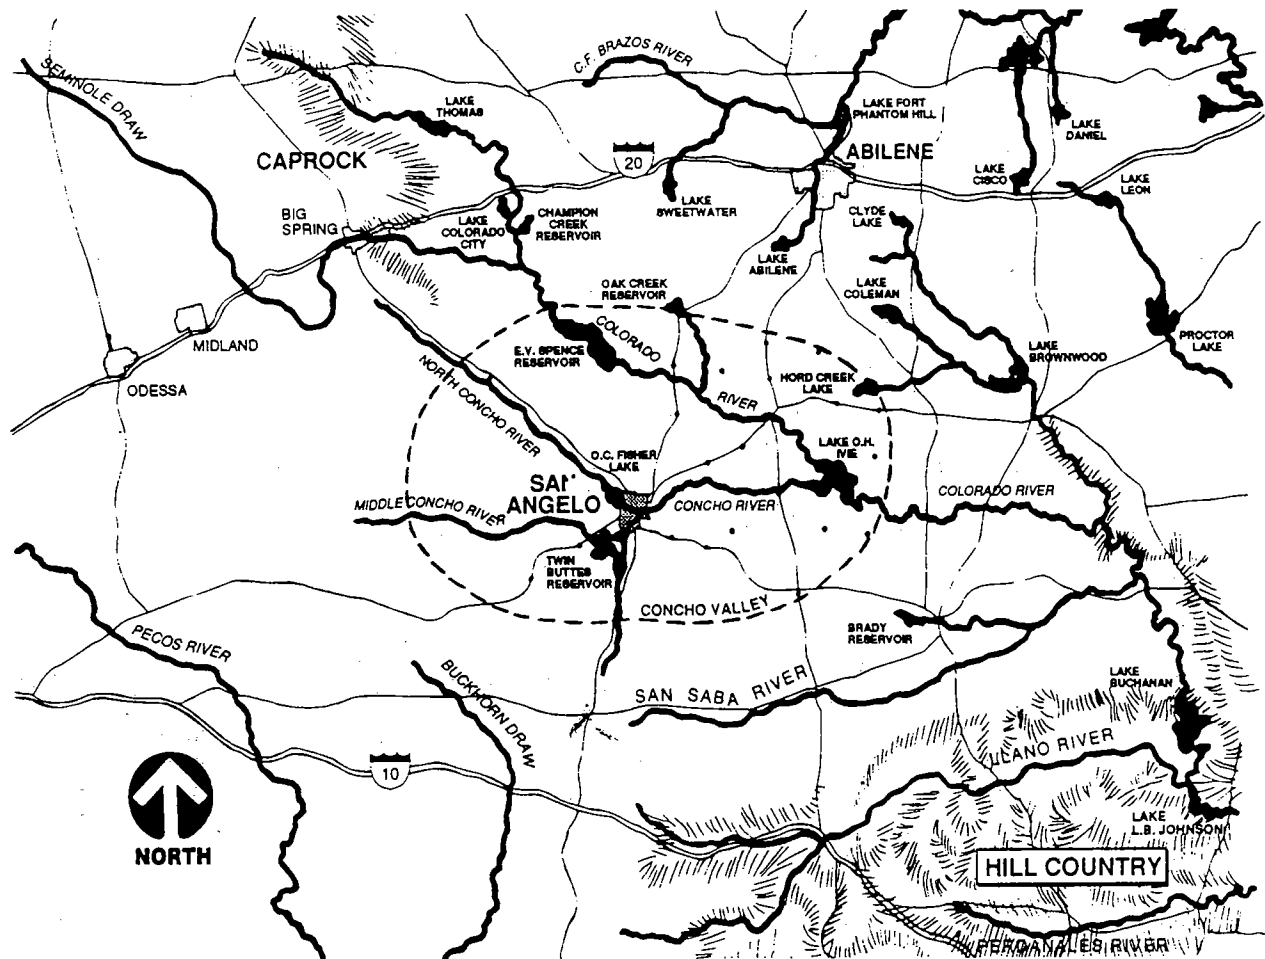 SEMINOLE DRAW
C.F. BRAZOS RIVER
LAKE
THOMAS
LAKE FORT
PHANTOM HILL
LAKE
DANIEL
CAPROCK
20
ABILENE
LAKE
CISCO
LAKE
LEON
BIG
SPRING
LAKE
COLORADO
CITY
CHAMPION
CREEK
RESERVOIR
LAKE
SWEETWATER
CLYDE
LAKE
LAKE
ABILENE
OAK CREEK
RESERVOIR
LAKE
COLEMAN
MIDLAND
ODESSA
COLORADO
E.V. SPENCE
RESERVOIR
NORTH CONCHO RIVER
HORD CREEK
LAKE
LAKE
BROWNWOOD
PROCTOR
LAKE
RIVER
O.C. FISHER
LAKE
LAKE O.H.
IVIE
SAN
ANGELO
MIDDLE CONCHO RIVER
CONCHO RIVER
COLORADO RIVER
TWIN
BUTTES
RESERVOIR
CONCHO VALLEY
BRADY
RESERVOIR
PECOS RIVER
BUCKHORN DRAW
SAN SABA RIVER
LAKE
BUCHANAN
LLANO RIVER
10
NORTH
LAKE
L.B. JOHNSON
HILL COUNTRY
PERDANALES RIVER